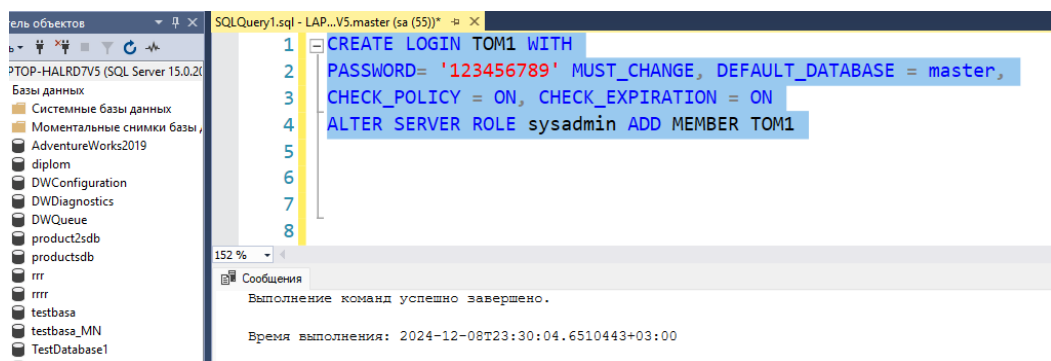 ель объектов
SQLQuery1.sql - LAP...V5.master (sa (55))*
PTOP-HALRD7V5 (SQL Server 15.0.20
Базы данных
Системные базы данных
Моментальные снимки базы
AdventureWorks2019
diplom
DWConfiguration
DWDiagnostics
DWQueue
product2sdb
productsdb
rrr
rrrr
testbasa
testbasa_MN
TestDatabase1
1 CREATE LOGIN TOM1 WITH
2 PASSWORD= '123456789' MUST_CHANGE, DEFAULT_DATABASE = master,
3 CHECK_POLICY = ON, CHECK_EXPIRATION = ON
4 ALTER SERVER ROLE sysadmin ADD MEMBER TOM1
5
6
7
8
152 %
Сообщения
Выполнение команд успешно завершено.
Время выполнения: 2024-12-08T23:30:04.6510443+03:00